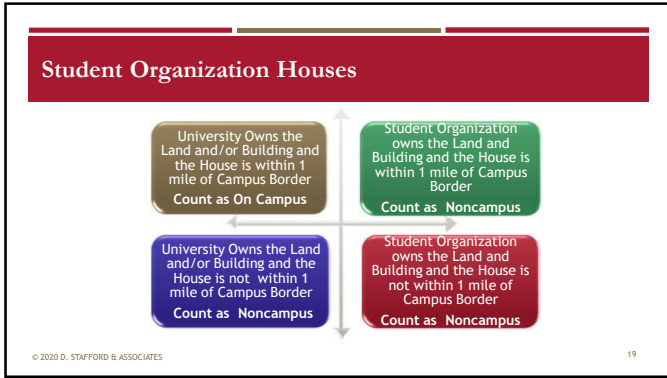 Student Organization Houses
University Owns the
Land and/or Building and
the House is within 1
mile of Campus Border
Count as On Campus
Student Organization
owns the Land and
Building and the House is
within 1 mile of Campus
Border
Count as Noncampus
University Owns the Land
and/or Building and the
House is not within 1
mile of Campus Border
Count as Noncampus
Student Organization
owns the Land and
Building and the House is
not within 1 mile of
Campus Border
Count as Noncampus
© 2020 D. STAFFORD & ASSOCIATES
19